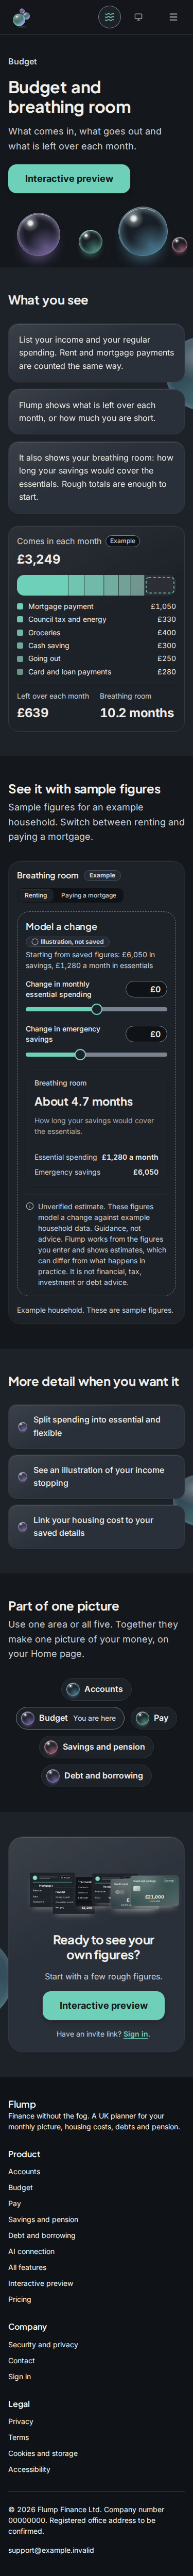 Budget
Budget and
breathing room
What comes in, what goes out and
what is left over each month.
Interactive preview
What you see
List your income and your regular
spending. Rent and mortgage payments
are counted the same way.
Flump shows what is left over each
month, or how much you are short.
It also shows your breathing room: how
long your savings would cover the
essentials. Rough totals are enough to
start.
Comes in each month Example
£3,249
Mortgage payment £1,050
Council tax and energy £330
Groceries £400
Cash saving £300
Going out £250
Card and loan payments £280
Left over each month Breathing room
£639 10.2 months
See it with sample figures
Sample figures for an example
household. Switch between renting and
paying a mortgage.
Breathing room Example
Renting Paying a mortgage
Model a change
Illustration, not saved
Starting from saved figures: £6,050 in
savings, £1,280 a month in essentials
Change in monthly
essential spending £0
Change in emergency
savings £0
Breathing room
About 4.7 months
How long your savings would cover
the essentials.
Essential spending £1,280 a month
Emergency savings £6,050
Unverified estimate. These figures
model a change against example
household data. Guidance, not
advice. Flump works from the figures
you enter and shows estimates, which
can differ from what happens in
practice. It is not financial, tax,
investment or debt advice.
Example household. These are sample figures.
More detail when you want it
Split spending into essential and
flexible
See an illustration of your income
stopping
Link your housing cost to your
saved details
Part of one picture
Use one area or all five. Together they
make one picture of your money, on
your Home page.
Accounts
Budget You are here
Pay
Savings and pension
Debt and borrowing
£21,000
Ready to see your
own figures?
Start with a few rough figures.
Interactive preview
Have an invite link? Sign in.
Flump
Finance without the fog. A UK planner for your
monthly picture, housing costs, debts and pension.
Product
Accounts
Budget
Pay
Savings and pension
Debt and borrowing
AI connection
All features
Interactive preview
Pricing
Company
Security and privacy
Contact
Sign in
Legal
Privacy
Terms
Cookies and storage
Accessibility
© 2026 Flump Finance Ltd. Company number
00000000. Registered office address to be
confirmed.
support@example.invalid